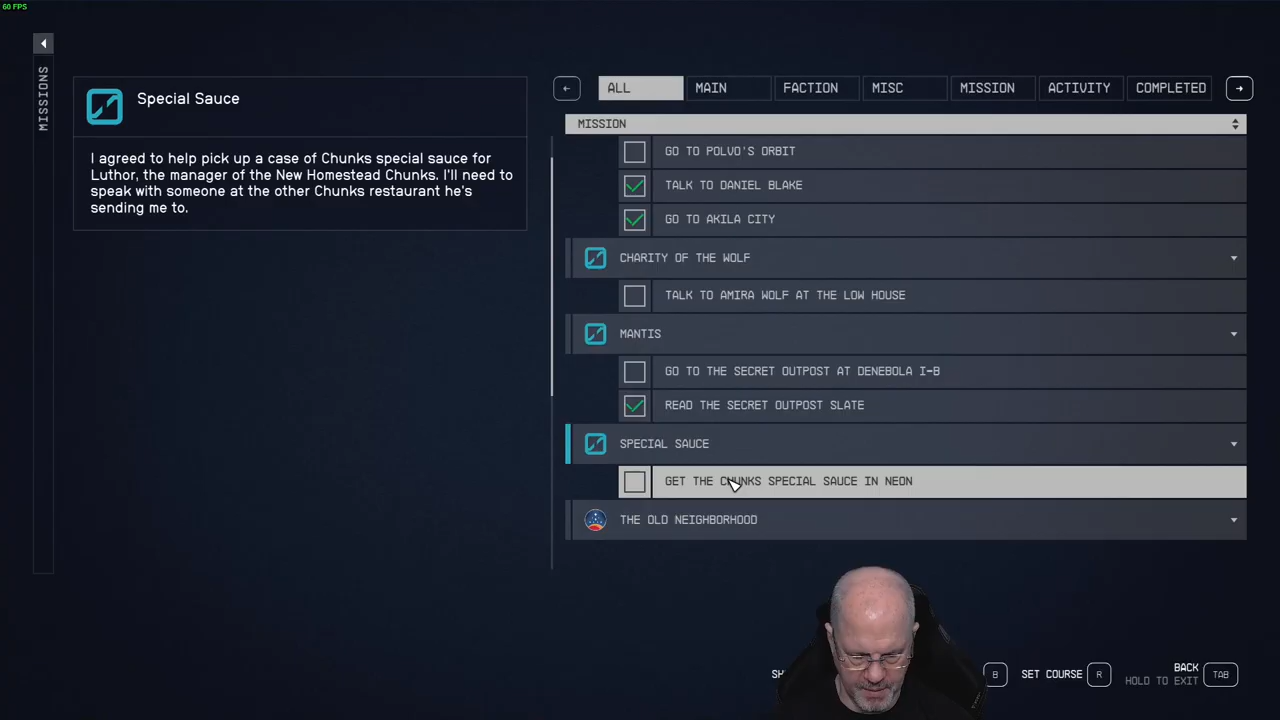 60 FPS
MISSIONS
Special Sauce
I agreed to help pick up a case of Chunks special sauce for
Luthor, the manager of the New Homestead Chunks. I'll need to
speak with someone at the other Chunks restaurant he's
sending me to.
ALL
MAIN
FACTION
MISC
MISSION
ACTIVITY
COMPLETED
MISSION
GO TO POLVO'S ORBIT
TALK TO DANIEL BLAKE
GO TO AKILA CITY
CHARITY OF THE WOLF
TALK TO AMIRA WOLF AT THE LOW HOUSE
MANTIS
GO TO THE SECRET OUTPOST AT DENEBOLA I-B
READ THE SECRET OUTPOST SLATE
SPECIAL SAUCE
GET THE CHUNKS SPECIAL SAUCE IN NEON
THE OLD NEIGHBORHOOD
B
SET COURSE
R
BACK
HOLD TO EXIT
TAB